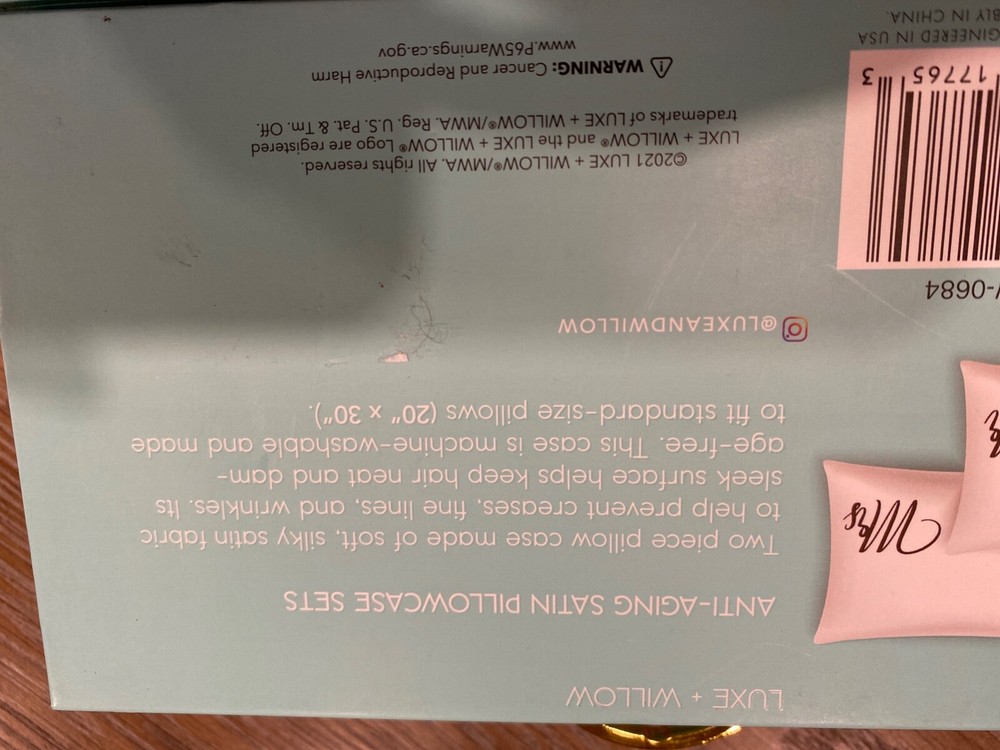 LUXE + WILLOW
ANTI-AGING SATIN PILLOWCASE SETS
Two piece pillow case made of soft, silky satin fabric
to help prevent creases, fine lines, and wrinkles. Its
sleek surface helps keep hair neat and dam-
age-free. This case is machine-washable and made
to fit standard-size pillows (20" x 30").
@LUXEANDWILLOW
©2021 LUXE + WILLOW®/MWA. All rights reserved.
LUXE + WILLOW® and the LUXE + WILLOW® Logo are registered
trademarks of LUXE + WILLOW®/MWA. Reg. U.S. Pat. & Tm. Off.
WARNING: Cancer and Reproductive Harm
www.P65Warnings.ca.gov
Mrs
-0684
17765 3
GINEERED IN USA
BLY IN CHINA.